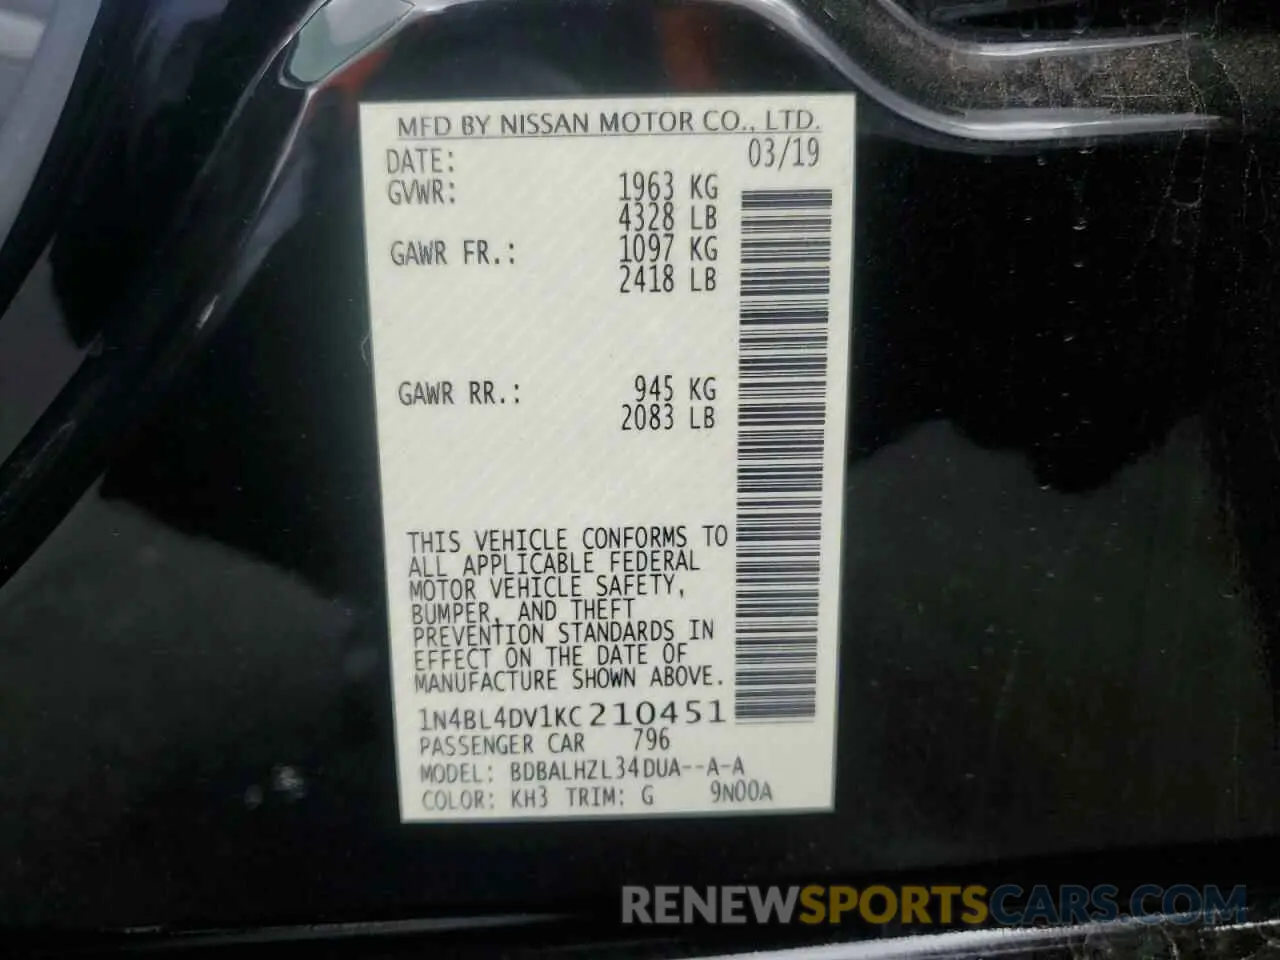 MFD BY NISSAN MOTOR CO., LTD.
DATE: 03/19
GVWR: 1963 KG
4328 LB
GAWR FR.: 1097 KG
2418 LB
GAWR RR.: 945 KG
2083 LB
THIS VEHICLE CONFORMS TO
ALL APPLICABLE FEDERAL
MOTOR VEHICLE SAFETY,
BUMPER, AND THEFT
PREVENTION STANDARDS IN
EFFECT ON THE DATE OF
MANUFACTURE SHOWN ABOVE.
1N4BL4DV1KC210451
PASSENGER CAR 796
MODEL: BDBALHZL34DUA--A-A
COLOR: KH3 TRIM: G 9N00A
RENEWSPORTSCARS.COM